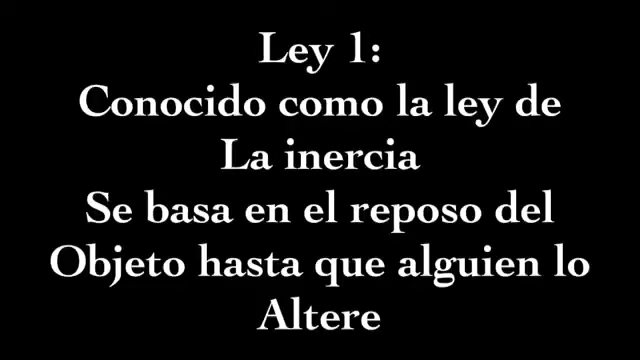 Ley 1:
Conocido como la ley de
La inercia
Se basa en el reposo del
Objeto hasta que alguien lo
Altere